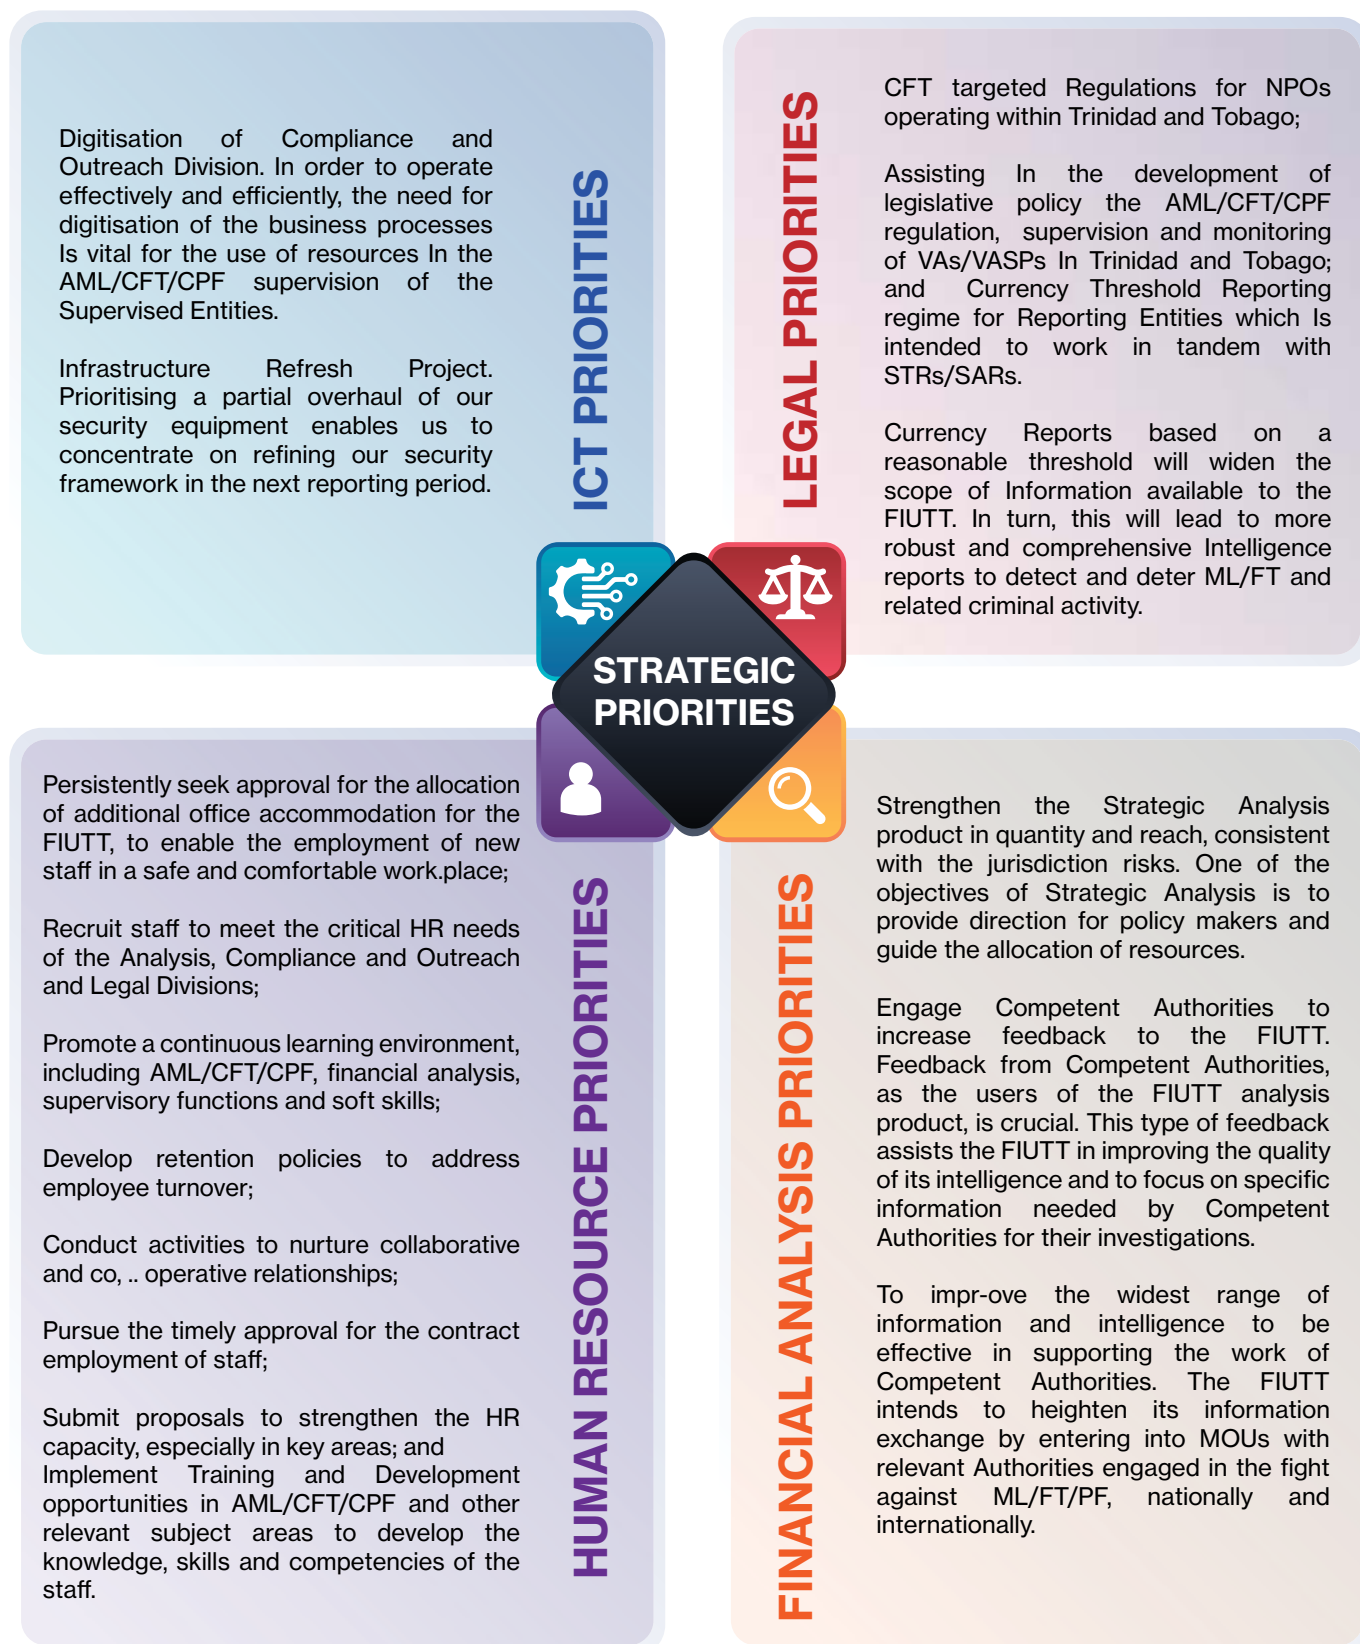 Digitisation of Compliance and
Outreach Division. In order to operate
effectively and efficiently, the need for
digitisation of the business processes
Is vital for the use of resources In the
AML/CFT/CPF supervision of the
Supervised Entities.
Infrastructure Refresh Project.
Prioritising a partial overhaul of our
security equipment enables us to
concentrate on refining our security
framework in the next reporting period.
ICT PRIORITIES
LEGAL PRIORITIES
CFT targeted Regulations for NPOs
operating within Trinidad and Tobago;
Assisting In the development of
legislative policy the AML/CFT/CPF
regulation, supervision and monitoring
of VAs/VASPs In Trinidad and Tobago;
and Currency Threshold Reporting
regime for Reporting Entities which Is
intended to work in tandem with
STRs/SARs.
Currency Reports based on a
reasonable threshold will widen the
scope of Information available to the
FIUTT. In turn, this will lead to more
robust and comprehensive Intelligence
reports to detect and deter ML/FT and
related criminal activity.
STRATEGIC
PRIORITIES
Persistently seek approval for the allocation
of additional office accommodation for the
FIUTT, to enable the employment of new
staff in a safe and comfortable work.place;
Recruit staff to meet the critical HR needs
of the Analysis, Compliance and Outreach
and Legal Divisions;
Promote a continuous learning environment,
including AML/CFT/CPF, financial analysis,
supervisory functions and soft skills;
Develop retention policies to address
employee turnover;
Conduct activities to nurture collaborative
and co, .. operative relationships;
Pursue the timely approval for the contract
employment of staff;
Submit proposals to strengthen the HR
capacity, especially in key areas; and
Implement Training and Development
opportunities in AML/CFT/CPF and other
relevant subject areas to develop the
knowledge, skills and competencies of the
staff.
HUMAN RESOURCE PRIORITIES
FINANCIAL ANALYSIS PRIORITIES
Strengthen the Strategic Analysis
product in quantity and reach, consistent
with the jurisdiction risks. One of the
objectives of Strategic Analysis is to
provide direction for policy makers and
guide the allocation of resources.
Engage Competent Authorities to
increase feedback to the FIUTT.
Feedback from Competent Authorities,
as the users of the FIUTT analysis
product, is crucial. This type of feedback
assists the FIUTT in improving the quality
of its intelligence and to focus on specific
information needed by Competent
Authorities for their investigations.
To impr-ove the widest range of
information and intelligence to be
effective in supporting the work of
Competent Authorities. The FIUTT
intends to heighten its information
exchange by entering into MOUs with
relevant Authorities engaged in the fight
against ML/FT/PF, nationally and
internationally.